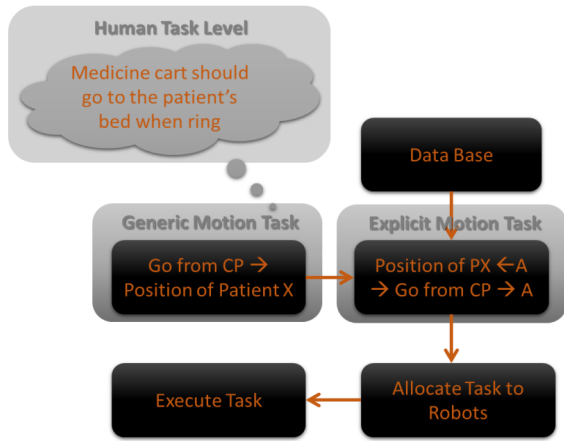 Human Task Level
Medicine cart should
go to the patient's
bed when ring
Data Base
Generic Motion Task
Go from CP →
Position of Patient X
Explicit Motion Task
Position of PX ←A
→ Go from CP → A
Execute Task
Allocate Task to
Robots